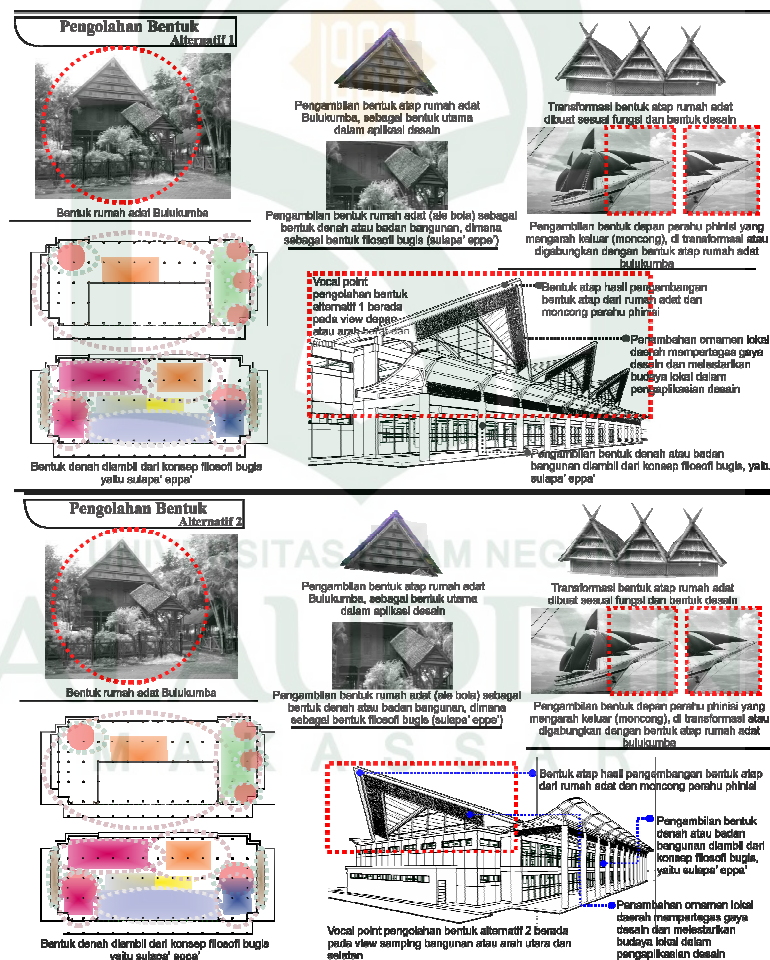 Pengolahan Bentuk
Alternatif 1
Bentuk rumah adat Bulukumba
Pengambilan bentuk atap rumah adat
Bulukumba, sebagai bentuk utama
dalam aplikasi desain
Pengambilan bentuk rumah adat (ale bola) sebagai
bentuk denah atau badan bangunan, dimana
sebagai bentuk filosofi bugis (sulapa' eppe')
Transformasi bentuk atap rumah adat
dibuat sesuai fungsi dan bentuk desain
Pengambilan bentuk depan perahu phinisi yang
mengarah keluar (moncong), di transformasi atau
digabungkan dengan bentuk atap rumah adat
bulukumba
Bentuk denah diambil dari konsep filosofi bugis
yaitu sulapa' eppa'
Vocal point
pengolahan bentuk
alternatif 1 berada
pada view depan
atau arah barat dan
Bentuk atap hasil pengembangan
bentuk atap dari rumah adat dan
moncong perahu phinisi
Penambahan ornamen lokal
daerah mempertegas gaya
desain dan melestarikan
budaya lokal dalam
pengaplikasian desain
Pengambilan bentuk denah atau badan
bangunan diambil dari konsep filosofi bugis, yaitu
sulapa' eppa'
Pengolahan Bentuk
Alternatif 2
UNIVERSITAS ISLAM NEGERI
ALAUDDIN
MAKASSAR
Bentuk rumah adat Bulukumba
Pengambilan bentuk atap rumah adat
Bulukumba, sebagai bentuk utama
dalam aplikasi desain
Pengambilan bentuk rumah adat (ale bola) sebagai
bentuk denah atau badan bangunan, dimana
sebagai bentuk filosofi bugis (sulapa' eppe')
Transformasi bentuk atap rumah adat
dibuat sesuai fungsi dan bentuk desain
Pengambilan bentuk depan perahu phinisi yang
mengarah keluar (moncong), di transformasi atau
digabungkan dengan bentuk atap rumah adat
bulukumba
Bentuk denah diambil dari konsep filosofi bugis
yaitu sulapa' eppa'
Bentuk atap hasil pengembangan bentuk atap
dari rumah adat dan moncong perahu phinisi
Pengambilan bentuk
denah atau badan
bangunan diambil dari
konsep filosofi bugis,
yaitu sulapa' eppa'
Penambahan ornamen lokal
daerah mempertegas gaya
desain dan melestarikan
budaya lokal dalam
pengaplikasian desain
Vocal point pengolahan bentuk alternatif 2 berada
pada view samping bangunan atau arah utara dan
selatan